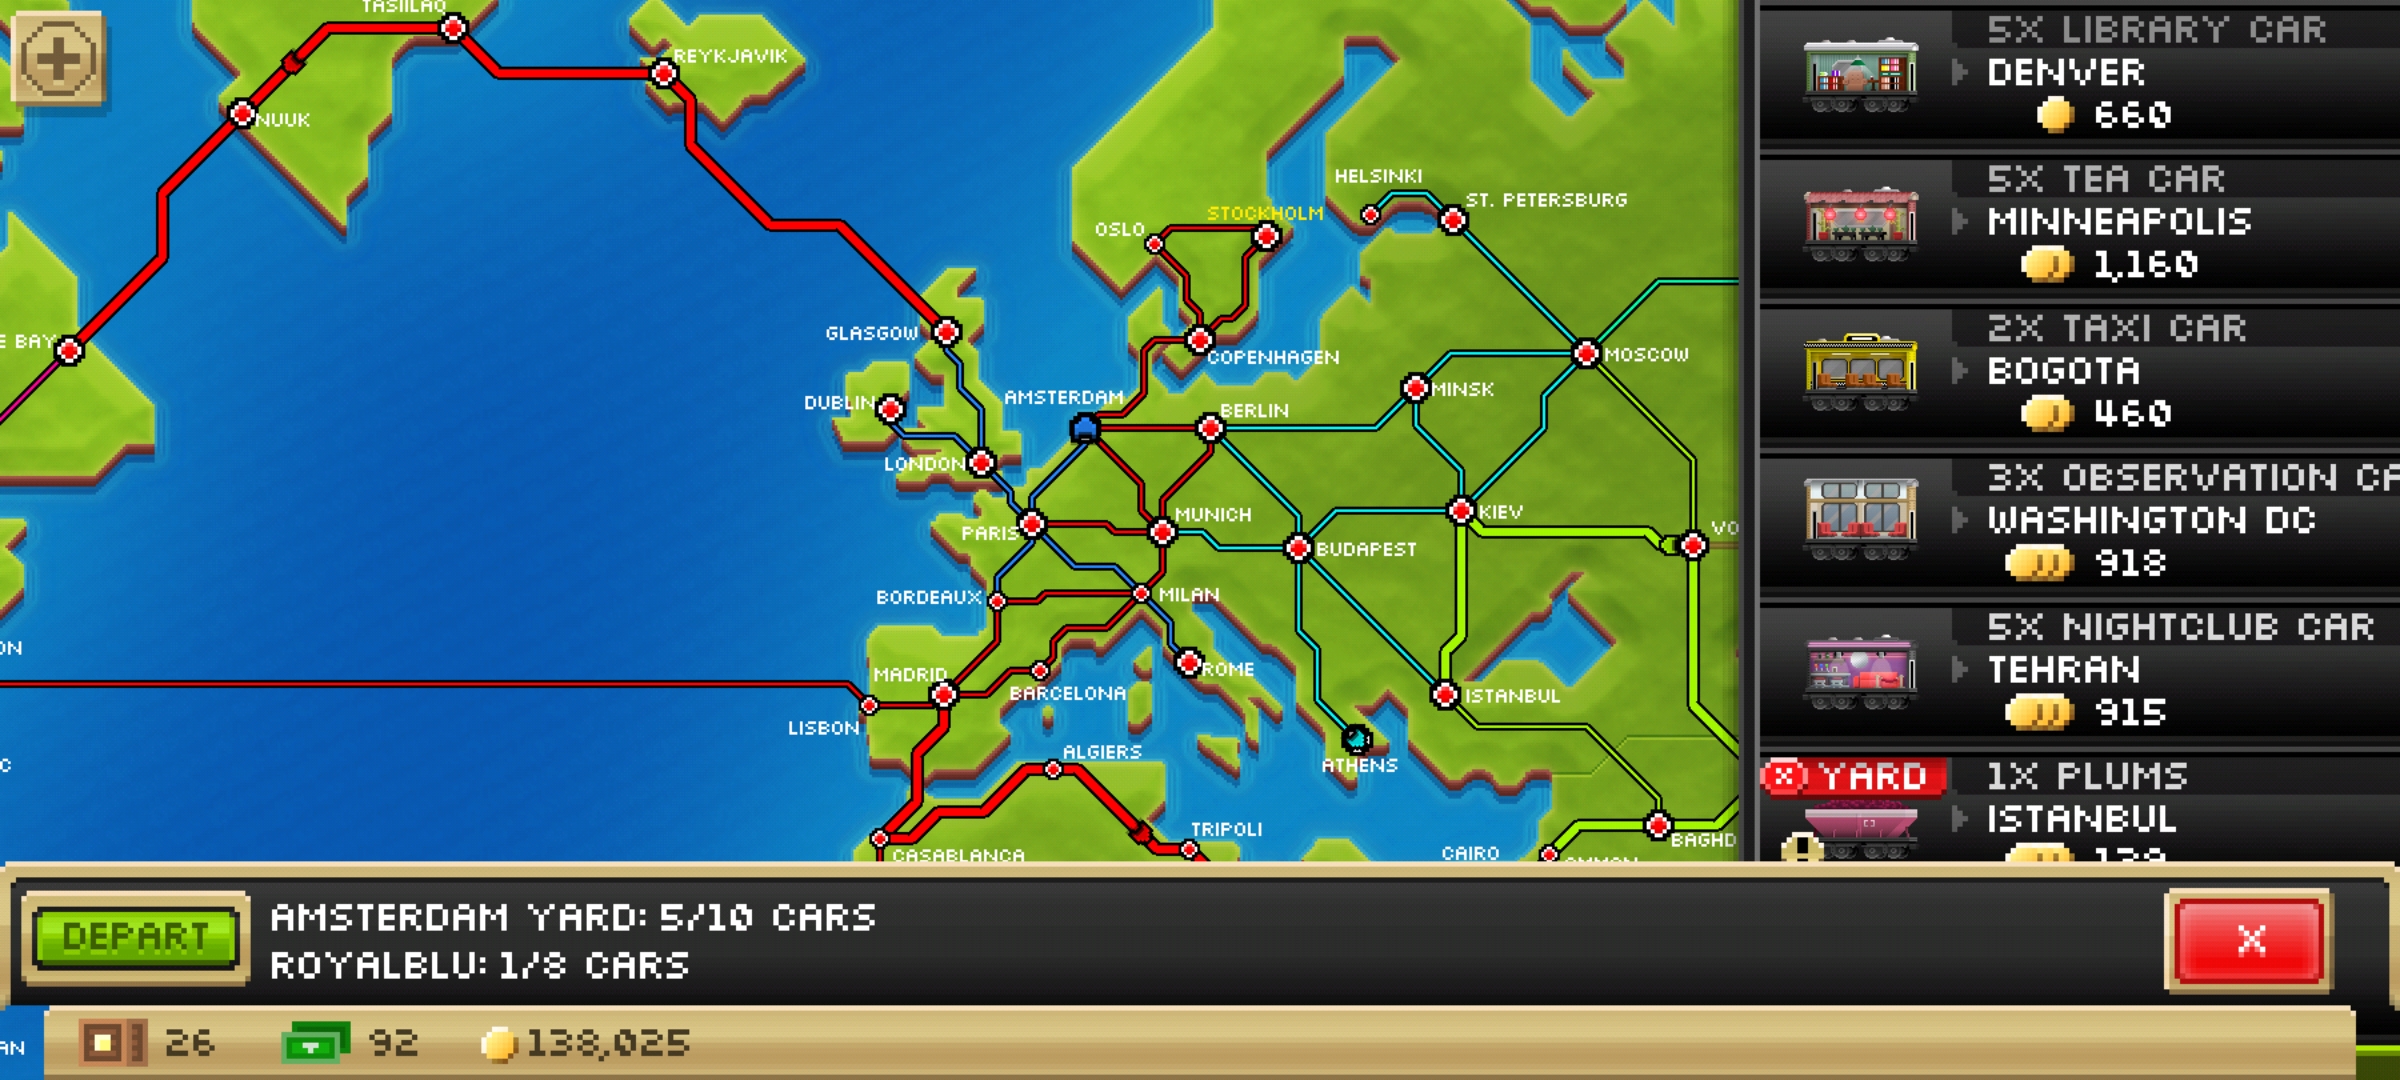 TASIILAQ
REYKJAVIK
NUUK
HELSINKI
ST. PETERSBURG
STOCKHOLM
OSLO
GLASGOW
E BAY
COPENHAGEN
MOSCOW
MINSK
AMSTERDAM
DUBLIN
BERLIN
LONDON
MUNICH
KIEV
PARIS
VO
BUDAPEST
BORDEAUX
MILAN
ON
MADRID
ROME
BARCELONA
ISTANBUL
LISBON
ALGIERS
C
ATHENS
TRIPOLI
CASABLANCA
CAIRO
BAGHD
AMMAN
5X LIBRARY CAR
DENVER
660
5X TEA CAR
MINNEAPOLIS
1,160
2X TAXI CAR
BOGOTA
460
3X OBSERVATION CA
WASHINGTON DC
918
5X NIGHTCLUB CAR
TEHRAN
915
YARD
1X PLUMS
ISTANBUL
DEPART
AMSTERDAM YARD: 5/10 CARS
ROYALBLU: 1/8 CARS
X
AN
26
92
138,025